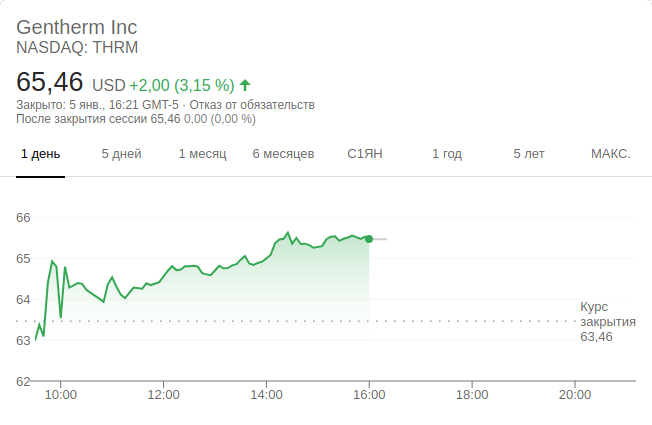 Gentherm Inc
NASDAQ: THRM
65,46 USD +2,00 (3,15 %)
Закрыто: 5 янв., 16:21 GMT-5 · Отказ от обязательств
После закрытия сессии 65,46 0,00 (0,00 %)
1 день 5 дней 1 месяц 6 месяцев С1ЯН 1 год 5 лет МАКС.
66
65
64
Курс
закрытия
63,46
63
62
10:00 12:00 14:00 16:00 18:00 20:00